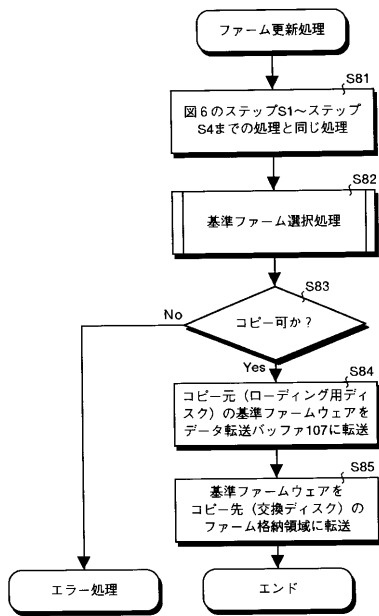 ファーム更新処理
S81
図6のステップS1～ステップ
S4までの処理と同じ処理
S82
基準ファーム選択処理
S83
コピー可か？
No
Yes
S84
コピー元（ローディング用ディ
スク）の基準ファームウェアを
データ転送バッファ107に転送
S85
基準ファームウェアを
コピー先（交換ディスク）の
ファーム格納領域に転送
エラー処理
エンド